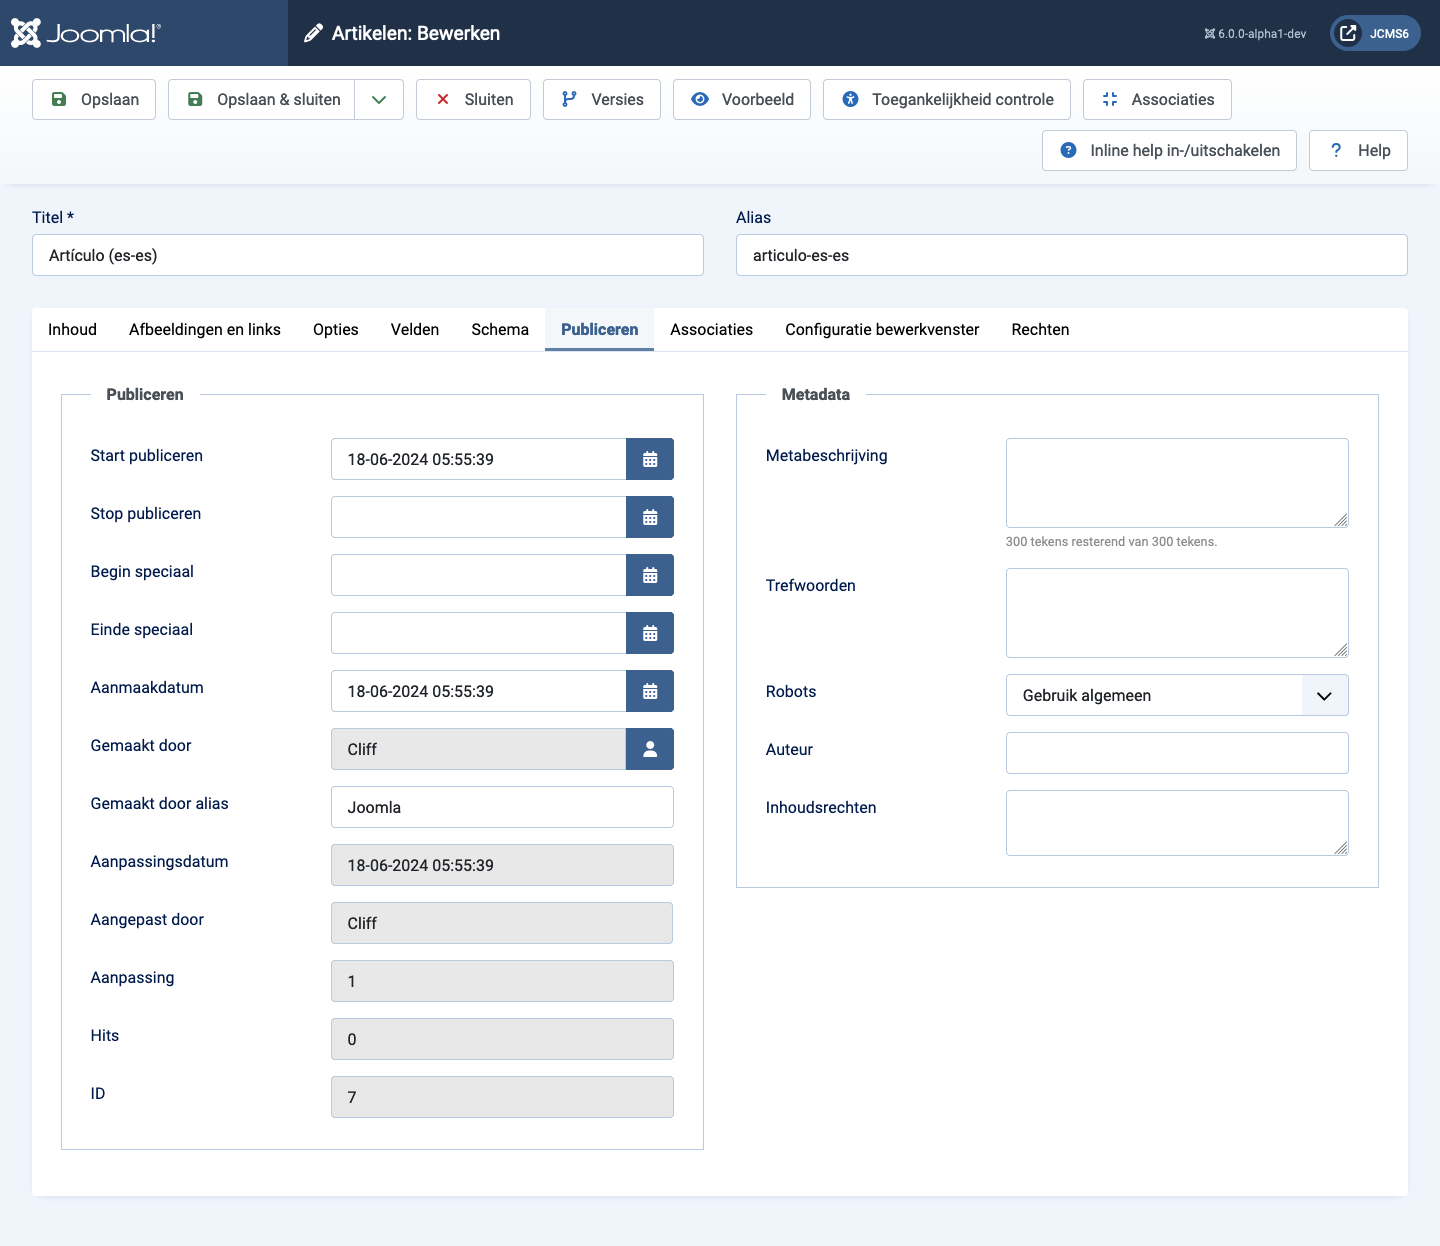 Joomla!®
Artikelen: Bewerken
6.0.0-alpha1-dev
JCMS6
Opslaan
Opslaan & sluiten
Sluiten
Versies
Voorbeeld
Toegankelijkheid controle
Associaties
Inline help in-/uitschakelen
Help
Titel *
Alias
Artículo (es-es)
articulo-es-es
Inhoud
Afbeeldingen en links
Opties
Velden
Schema
Publiceren
Associaties
Configuratie bewerkvenster
Rechten
Publiceren
Start publiceren
18-06-2024 05:55:39
Stop publiceren
Begin speciaal
Einde speciaal
Aanmaakdatum
18-06-2024 05:55:39
Gemaakt door
Cliff
Gemaakt door alias
Joomla
Aanpassingsdatum
18-06-2024 05:55:39
Aangepast door
Cliff
Aanpassing
1
Hits
0
ID
7
Metadata
Metabeschrijving
300 tekens resterend van 300 tekens.
Trefwoorden
Robots
Gebruik algemeen
Auteur
Inhoudsrechten